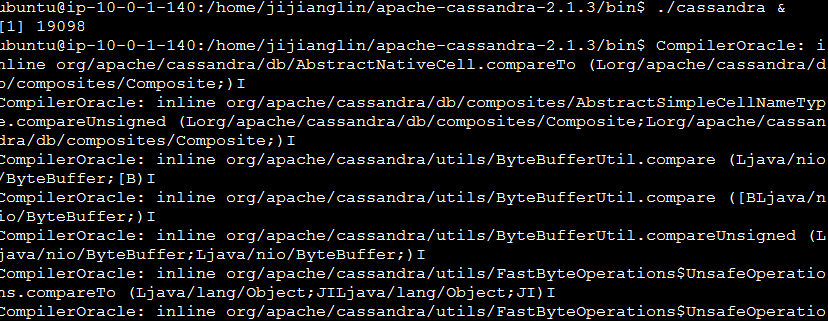 ubuntu@ip-10-0-1-140:/home/jijianglin/apache-cassandra-2.1.3/bin$ ./cassandra &
[1] 19098
ubuntu@ip-10-0-1-140:/home/jijianglin/apache-cassandra-2.1.3/bin$ CompilerOracle: i
nline org/apache/cassandra/db/AbstractNativeCell.compareTo (Lorg/apache/cassandra/d
b/composites/Composite;)I
CompilerOracle: inline org/apache/cassandra/db/composites/AbstractSimpleCellNameTyp
e.compareUnsigned (Lorg/apache/cassandra/db/composites/Composite;Lorg/apache/cassan
dra/db/composites/Composite;)I
CompilerOracle: inline org/apache/cassandra/utils/ByteBufferUtil.compare (Ljava/nio
/ByteBuffer;[B)I
CompilerOracle: inline org/apache/cassandra/utils/ByteBufferUtil.compare ([BLjava/n
io/ByteBuffer;)I
CompilerOracle: inline org/apache/cassandra/utils/ByteBufferUtil.compareUnsigned (L
java/nio/ByteBuffer;Ljava/nio/ByteBuffer;)I
CompilerOracle: inline org/apache/cassandra/utils/FastByteOperations$UnsafeOperatio
ns.compareTo (Ljava/lang/Object;JILjava/lang/Object;JI)I
CompilerOracle: inline org/apache/cassandra/utils/FastByteOperations$UnsafeOperatio